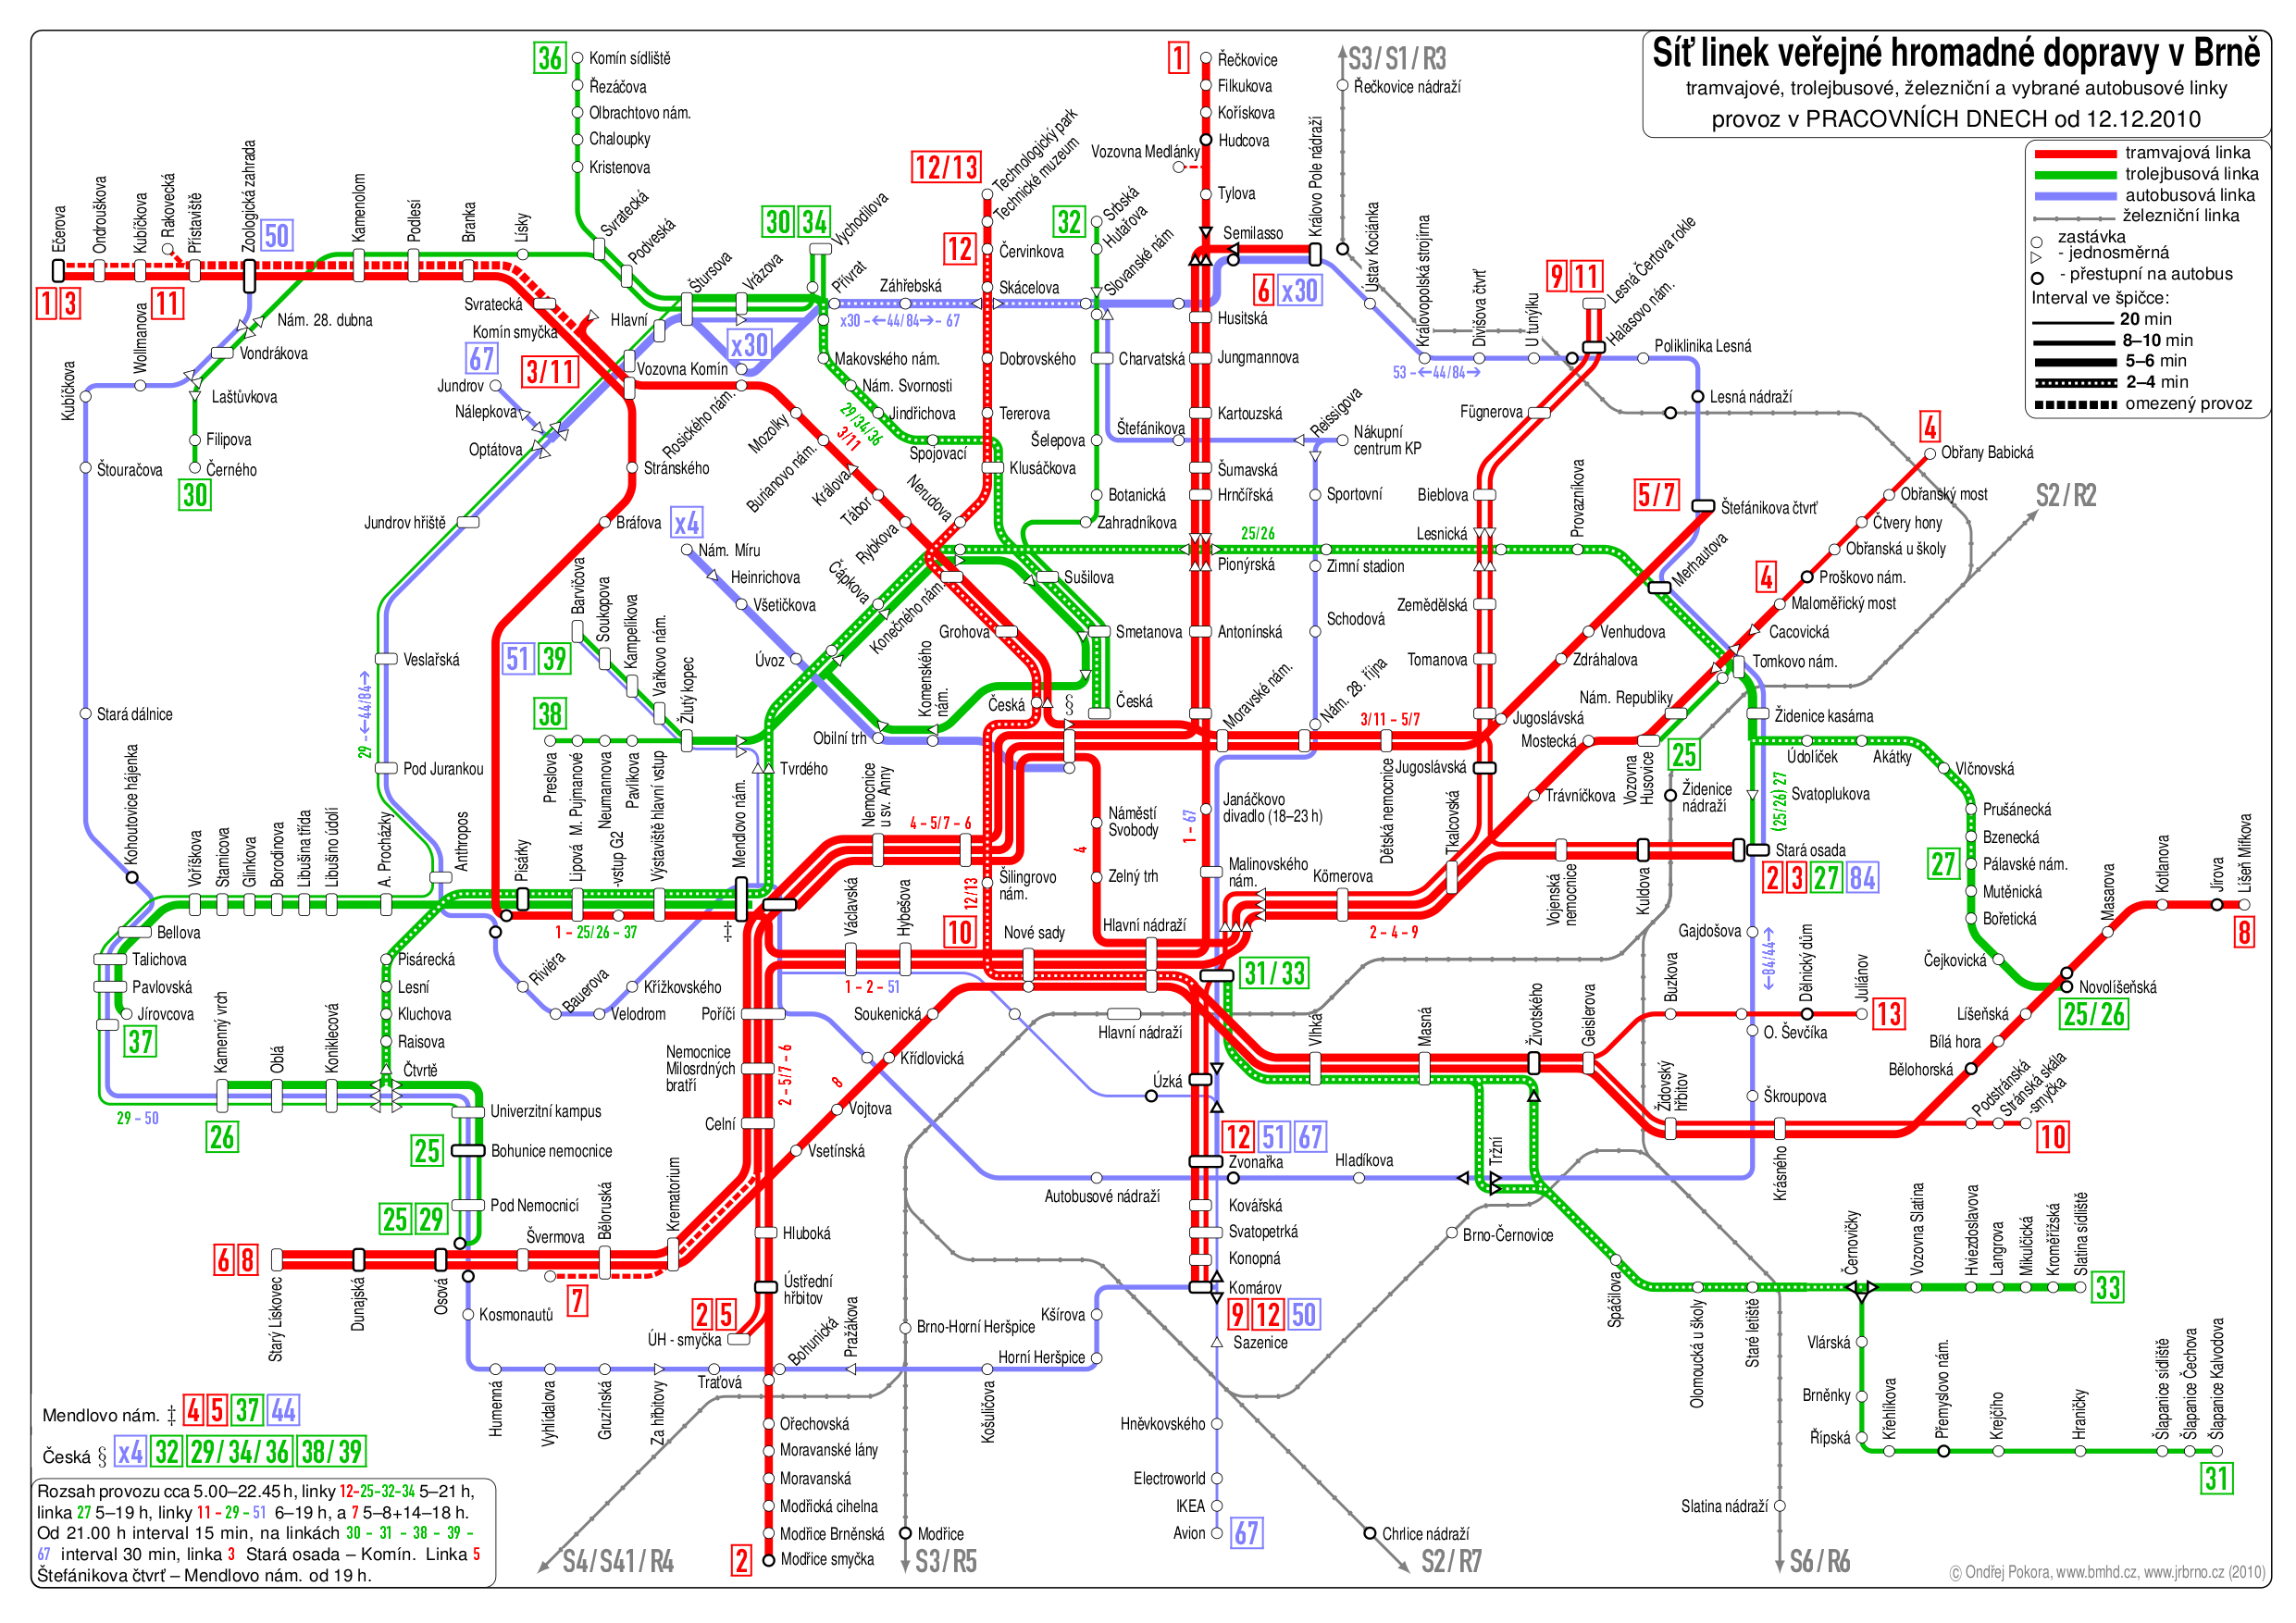 Síť linek veřejné hromadné dopravy v Brně
tramvajové, trolejbusové, železniční a vybrané autobusové linky
provoz v PRACOVNÍCH DNECH od 12.12.2010
tramvajová linka
trolejbusová linka
autobusová linka
železniční linka
zastávka
- jednosměrná
- přestupní na autobus
Interval ve špičce:
20 min
8–10 min
5–6 min
2–4 min
omezený provoz
36
Komín sídliště
Řezáčova
Olbrachtovo nám.
Chaloupky
Kristenova
Svratecká
Podveská
Štursova
Vrázova
30 34
Vychodilova
Přívrat
12/13
Technologický park
Technické muzeum
12
Červinkova
Skácelova
Dobrovského
Tererova
Klusáčkova
Nerudova
32
Srbská
Hutařova
Slovanské nám
Charvatská
Šelepova
Botanická
Zahradníkova
1
Řečkovice
Filkukova
Kořískova
Hudcova
Vozovna Medlánky
Tylova
Semilasso
Královo Pole nádraží
6 x30
Husitská
Jungmannova
Kartouzská
Šumavská
Hrnčířská
Pionýrská
Antonínská
S3/S1/R3
Řečkovice nádraží
Ústav Kociánka
Královopolská strojírna
Divišova čtvrť
U tunýlku
53 - ←44/84→
9 11
Lesná Čertova rokle
Halasovo nám.
Poliklinika Lesná
Lesná nádraží
Fügnerova
Bieblova
Lesnická
Zemědělská
Tomanova
Provazníkova
5/7
Štefánikova čtvrť
Merhautova
Venhudova
Zdráhalova
4
Obřany Babická
Obřanský most
Čtvery hony
Obřanská u školy
Proškovo nám.
4
Maloměřický most
Cacovická
Tomkovo nám.
S2/R2
Ečerova
Ondrouškova
Kubíčkova
Rakovecká
Přístaviště
Zoologická zahrada
50
Kamenolom
Podlesí
Branka
Lísky
1 3
11
Svratecká
Komín smyčka
3/11
Hlavní
Vozovna Komín
x30
67
Jundrov
Nálepkova
Optátova
Jundrov hřiště
Veslařská
Pod Jurankou
29 - ←44/84→
Nám. 28. dubna
Vondrákova
Laštůvkova
Filipova
Černého
30
Wollmanova
Kubíčkova
Štouračova
Stará dálnice
Kohoutovice hájenka
Záhřebská
x30 - ←44/84→ - 67
Makovského nám.
Nám. Svornosti
Jindřichova
Spojovací
29/34/36
3/11
Rosického nám.
Mozolky
Burianovo nám.
Králova
Tábor
Rybkova
Čápkova
Konečného nám.
Grohova
Stránského
Bráfova
x4
Nám. Míru
Heinrichova
Všetičkova
Úvoz
Obilní trh
Komenského nám.
Česká
§
Česká
Sušilova
Smetanova
Štefánikova
Reissigova
Nákupní centrum KP
Sportovní
Zimní stadion
Schodová
Nám. 28. října
25/26
Moravské nám.
3/11 - 5/7
Jugoslávská
Jugoslávská
Dětská nemocnice
Nám. Republiky
Mostecká
Vozovna Husovice
25
Židenice nádraží
Židenice kasárna
Údolíček
Akátky
Vlčnovská
Svatoplukova
(25/26) 27
Prušánecká
Bzenecká
Pálavské nám.
Mutěnická
Bořetická
Čejkovická
27
Novolíšeňská
25/26
Trávníčkova
Tkalcovská
Vojenská nemocnice
Kuldova
Stará osada
2 3 27 84
Gajdošova
←84/44→
Masarova
Kotlanova
Jírova
Líšeň Mifkova
8
Líšeňská
Bílá hora
Bělohorská
Podstránská
Stránská skála
-smyčka
10
51 39
Barvičova
Soukopova
Kampelíkova
Vaňkovo nám.
Žlutý kopec
38
Preslova
Lipová
M. Pujmanové
Neumannova
-vstup G2
Pavlíkova
Výstaviště hlavní vstup
Tvrdého
Mendlovo nám.
‡
Pisárky
1 - 25/26 - 37
Nemocnice u sv. Anny
4 - 5/7 - 6
Šilingrovo nám.
12/13
Náměstí Svobody
4
Zelný trh
Janáčkovo divadlo (18–23 h)
1 - 67
Malinovského nám.
Körnerova
2 - 4 - 9
Hlavní nádraží
10
Nové sady
Václavská
Hybešova
1 - 2 - 51
31/33
Hlavní nádraží
Voříškova
Stamicova
Glinkova
Borodinova
Libušina třída
Libušino údolí
A. Procházky
Anthropos
Bellova
Talichova
Pavlovská
Jírovcova
37
Pisárecká
Lesní
Kluchova
Raisova
Čtvrtě
Kamenný vrch
Oblá
Koniklecová
29 - 50
26
Univerzitní kampus
25
Bohunice nemocnice
Pod Nemocnicí
25 29
Riviéra
Bauerova
Velodrom
Křížkovského
Poříčí
Nemocnice Milosrdných bratří
2 - 5/7 - 6
Celní
Soukenická
Křídlovická
8
Vojtova
Vsetínská
6 8
Starý Lískovec
Dunajská
Osová
Švermova
Běloruská
Krematorium
7
Kosmonautů
Hluboká
Ústřední hřbitov
2 5
ÚH - smyčka
Humenná
Vyhlídalova
Gruzínská
Za hřbitovy
Traťová
Bohunická
Pražákova
Košuličova
Horní Heršpice
Kšírova
Brno-Horní Heršpice
Ořechovská
Moravanské lány
Moravanská
Modřická cihelna
Modřice Brněnská
Modřice smyčka
2
Modřice
S4/S41/R4
S3/R5
Úzká
12 51 67
Zvonařka
Autobusové nádraží
Hladíkova
Tržní
Kovářská
Svatopetrká
Konopná
Komárov
9 12 50
Sazenice
Hněvkovského
Electroworld
IKEA
Avion
67
Chrlice nádraží
S2/R7
Brno-Černovice
Vlhká
Masná
Životského
Geislerova
Buzkova
Dělnický dům
Julianov
13
O. Ševčíka
Škroupova
Židovský hřbitov
Krásného
Spáčilova
Olomoucká u školy
Staré letiště
Černovičky
Vozovna Slatina
Hviezdoslavova
Langrova
Mikulčická
Kroměřížská
Slatina sídliště
33
Vlárská
Brněnky
Řípská
Křehlíkova
Přemyslovo nám.
Krejčího
Hraničky
Šlapanice sídliště
Šlapanice Čechova
Šlapanice Kalvodova
31
Slatina nádraží
S6/R6
Mendlovo nám. ‡ 4 5 37 44
Česká § x4 32 29/34/36 38/39
Rozsah provozu cca 5.00–22.45 h, linky 12-25-32-34 5–21 h,
linka 27 5–19 h, linky 11 - 29 - 51 6–19 h, a 7 5–8+14–18 h.
Od 21.00 h interval 15 min, na linkách 30 - 31 - 38 - 39 -
67 interval 30 min, linka 3 Stará osada – Komín. Linka 5
Štefánikova čtvrť – Mendlovo nám. od 19 h.
© Ondřej Pokora, www.bmhd.cz, www.jrbrno.cz (2010)